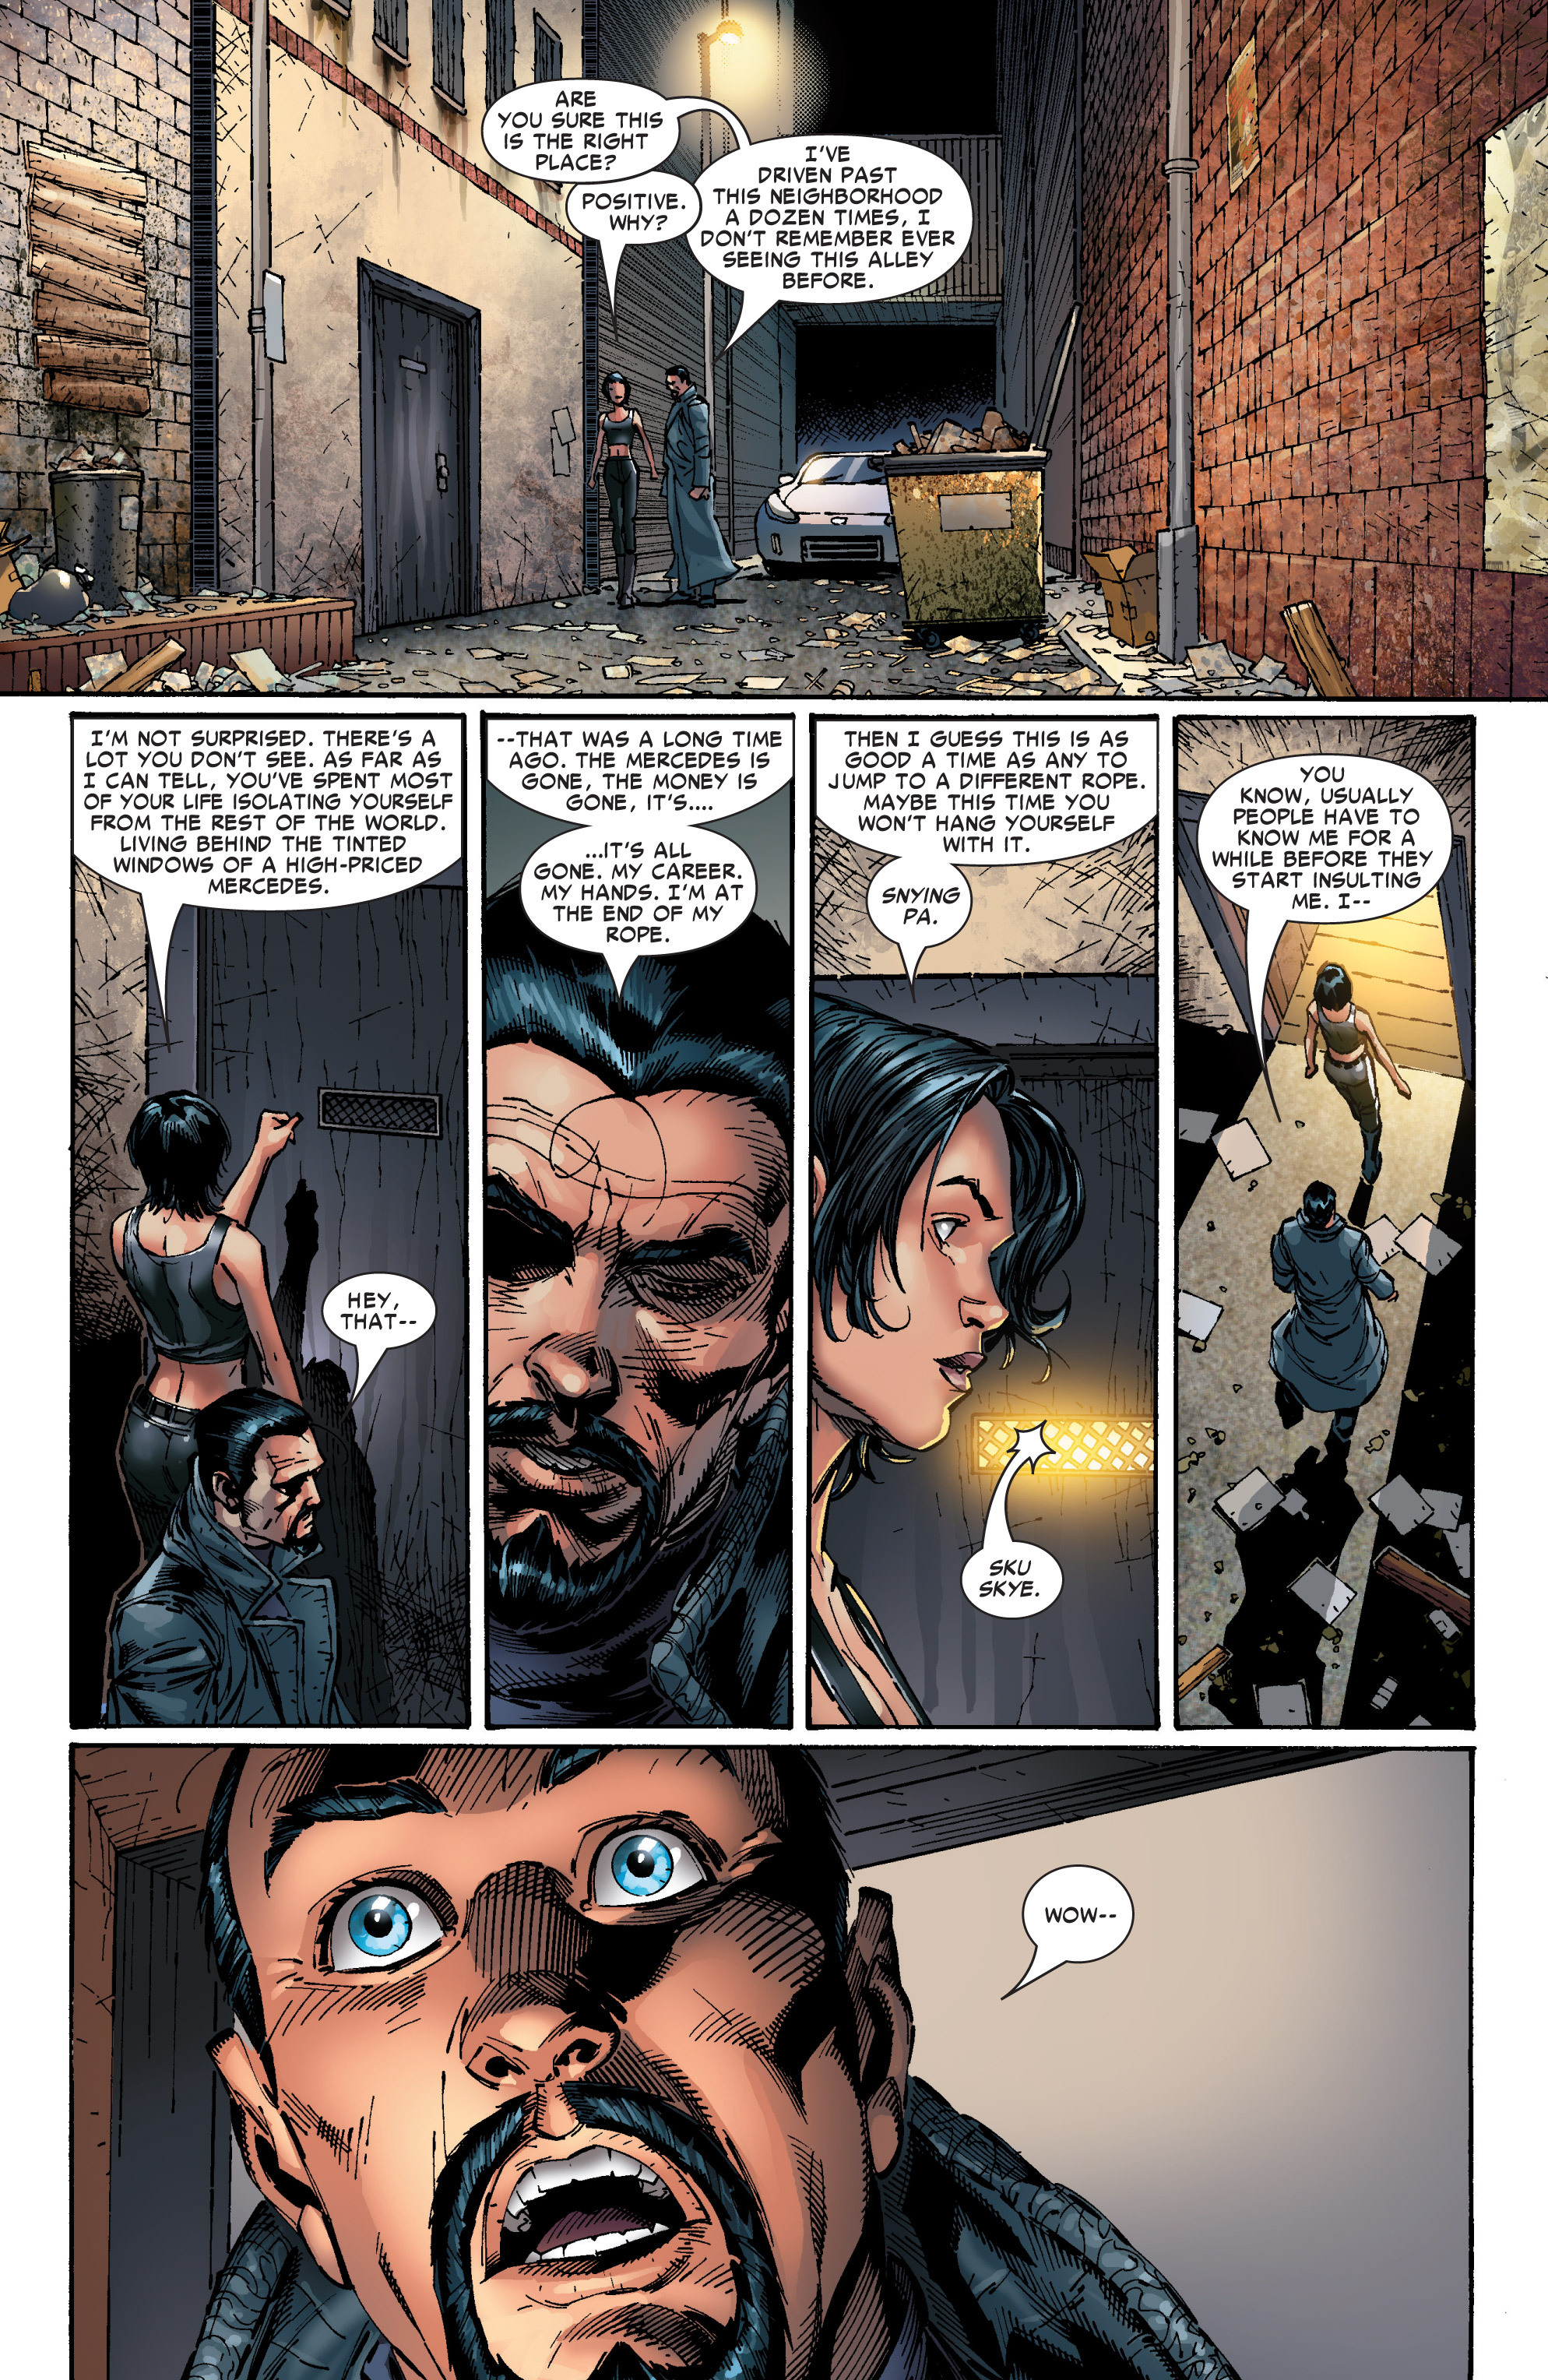 ARE
YOU SURE THIS
IS THE RIGHT
PLACE?
POSITIVE.
WHY?
I'VE
DRIVEN PAST
THIS NEIGHBORHOOD
A DOZEN TIMES, I
DON'T REMEMBER EVER
SEEING THIS ALLEY
BEFORE.
I'M NOT SURPRISED. THERE'S A
LOT YOU DON'T SEE. AS FAR AS
I CAN TELL, YOU'VE SPENT MOST
OF YOUR LIFE ISOLATING YOURSELF
FROM THE REST OF THE WORLD.
LIVING BEHIND THE TINTED
WINDOWS OF A HIGH-PRICED
MERCEDES.
HEY,
THAT--
--THAT WAS A LONG TIME
AGO. THE MERCEDES IS
GONE, THE MONEY IS
GONE, IT'S....
...IT'S ALL
GONE. MY CAREER.
MY HANDS. I'M AT
THE END OF MY
ROPE.
THEN I GUESS THIS IS AS
GOOD A TIME AS ANY TO
JUMP TO A DIFFERENT ROPE.
MAYBE THIS TIME YOU
WON'T HANG YOURSELF
WITH IT.
SNYING
PA.
SKU
SKYE.
YOU
KNOW, USUALLY
PEOPLE HAVE TO
KNOW ME FOR A
WHILE BEFORE THEY
START INSULTING
ME. I--
WOW--